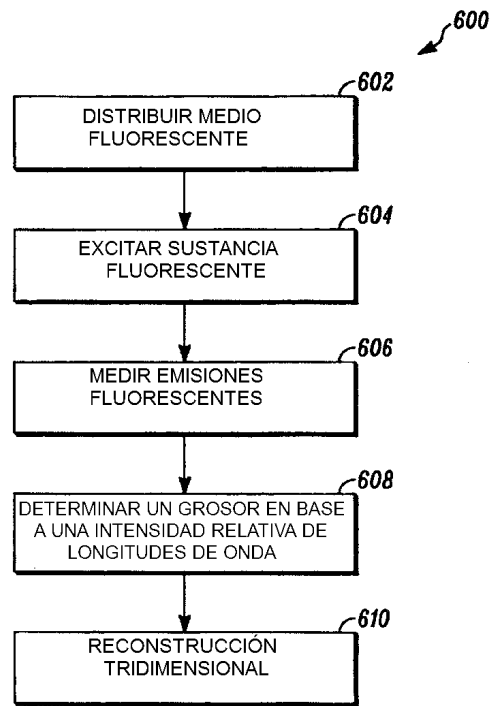 600
602
DISTRIBUIR MEDIO
FLUORESCENTE
604
EXCITAR SUSTANCIA
FLUORESCENTE
606
MEDIR EMISIONES
FLUORESCENTES
608
DETERMINAR UN GROSOR EN BASE
A UNA INTENSIDAD RELATIVA DE
LONGITUDES DE ONDA
610
RECONSTRUCCIÓN
TRIDIMENSIONAL